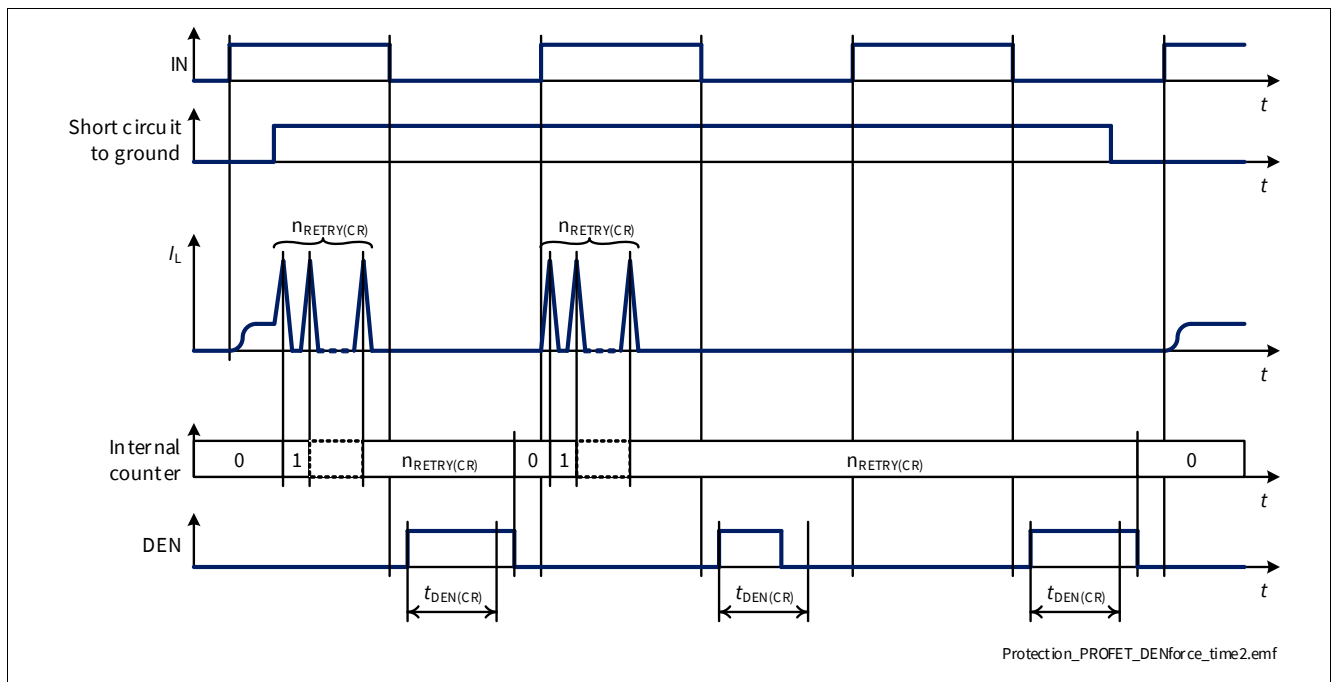 IN
t
Short circuit
to ground
t
nRETRY(CR)
nRETRY(CR)
IL
t
Internal
counter
0
1
nRETRY(CR)
0
1
nRETRY(CR)
0
t
DEN
t
tDEN(CR)
tDEN(CR)
tDEN(CR)
Protection_PROFET_DENforce_time2.emf